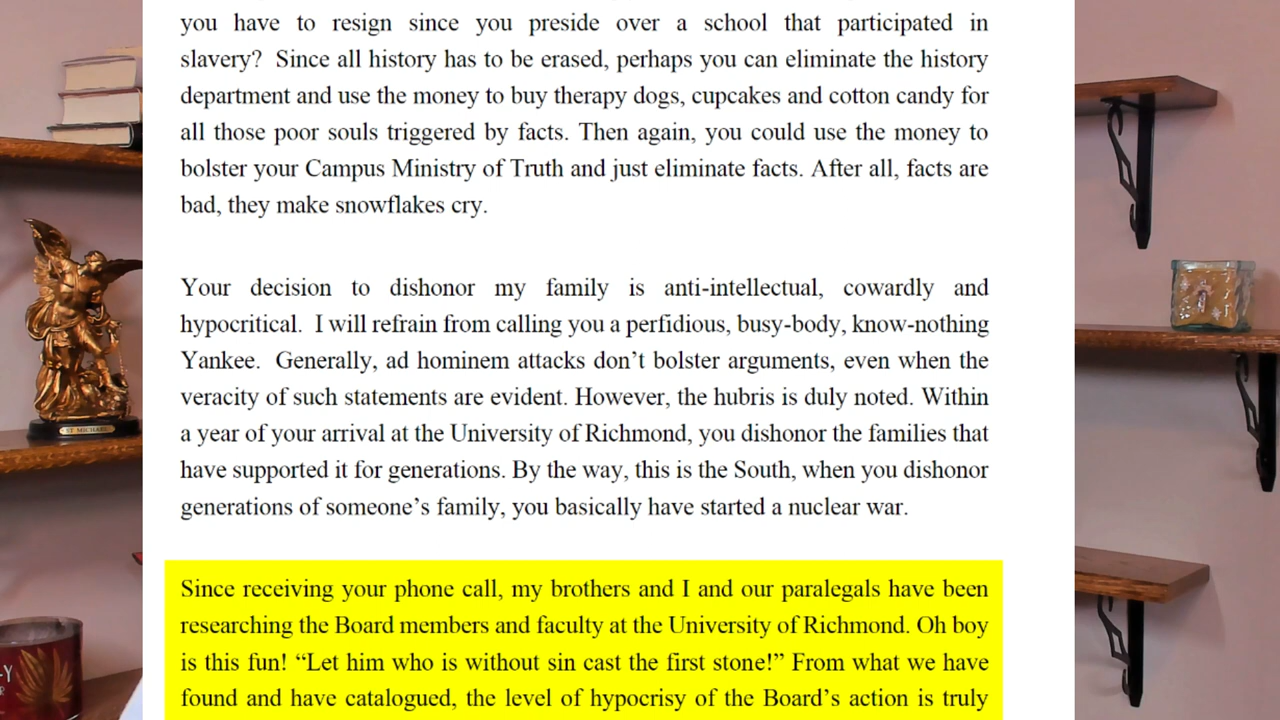 you have to resign since you preside over a school that participated in
slavery? Since all history has to be erased, perhaps you can eliminate the history
department and use the money to buy therapy dogs, cupcakes and cotton candy for
all those poor souls triggered by facts. Then again, you could use the money to
bolster your Campus Ministry of Truth and just eliminate facts. After all, facts are
bad, they make snowflakes cry.
Your decision to dishonor my family is anti-intellectual, cowardly and
hypocritical. I will refrain from calling you a perfidious, busy-body, know-nothing
Yankee. Generally, ad hominem attacks don’t bolster arguments, even when the
veracity of such statements are evident. However, the hubris is duly noted. Within
a year of your arrival at the University of Richmond, you dishonor the families that
have supported it for generations. By the way, this is the South, when you dishonor
generations of someone’s family, you basically have started a nuclear war.
Since receiving your phone call, my brothers and I and our paralegals have been
researching the Board members and faculty at the University of Richmond. Oh boy
is this fun! “Let him who is without sin cast the first stone!” From what we have
found and have catalogued, the level of hypocrisy of the Board’s action is truly
ST MICHAEL